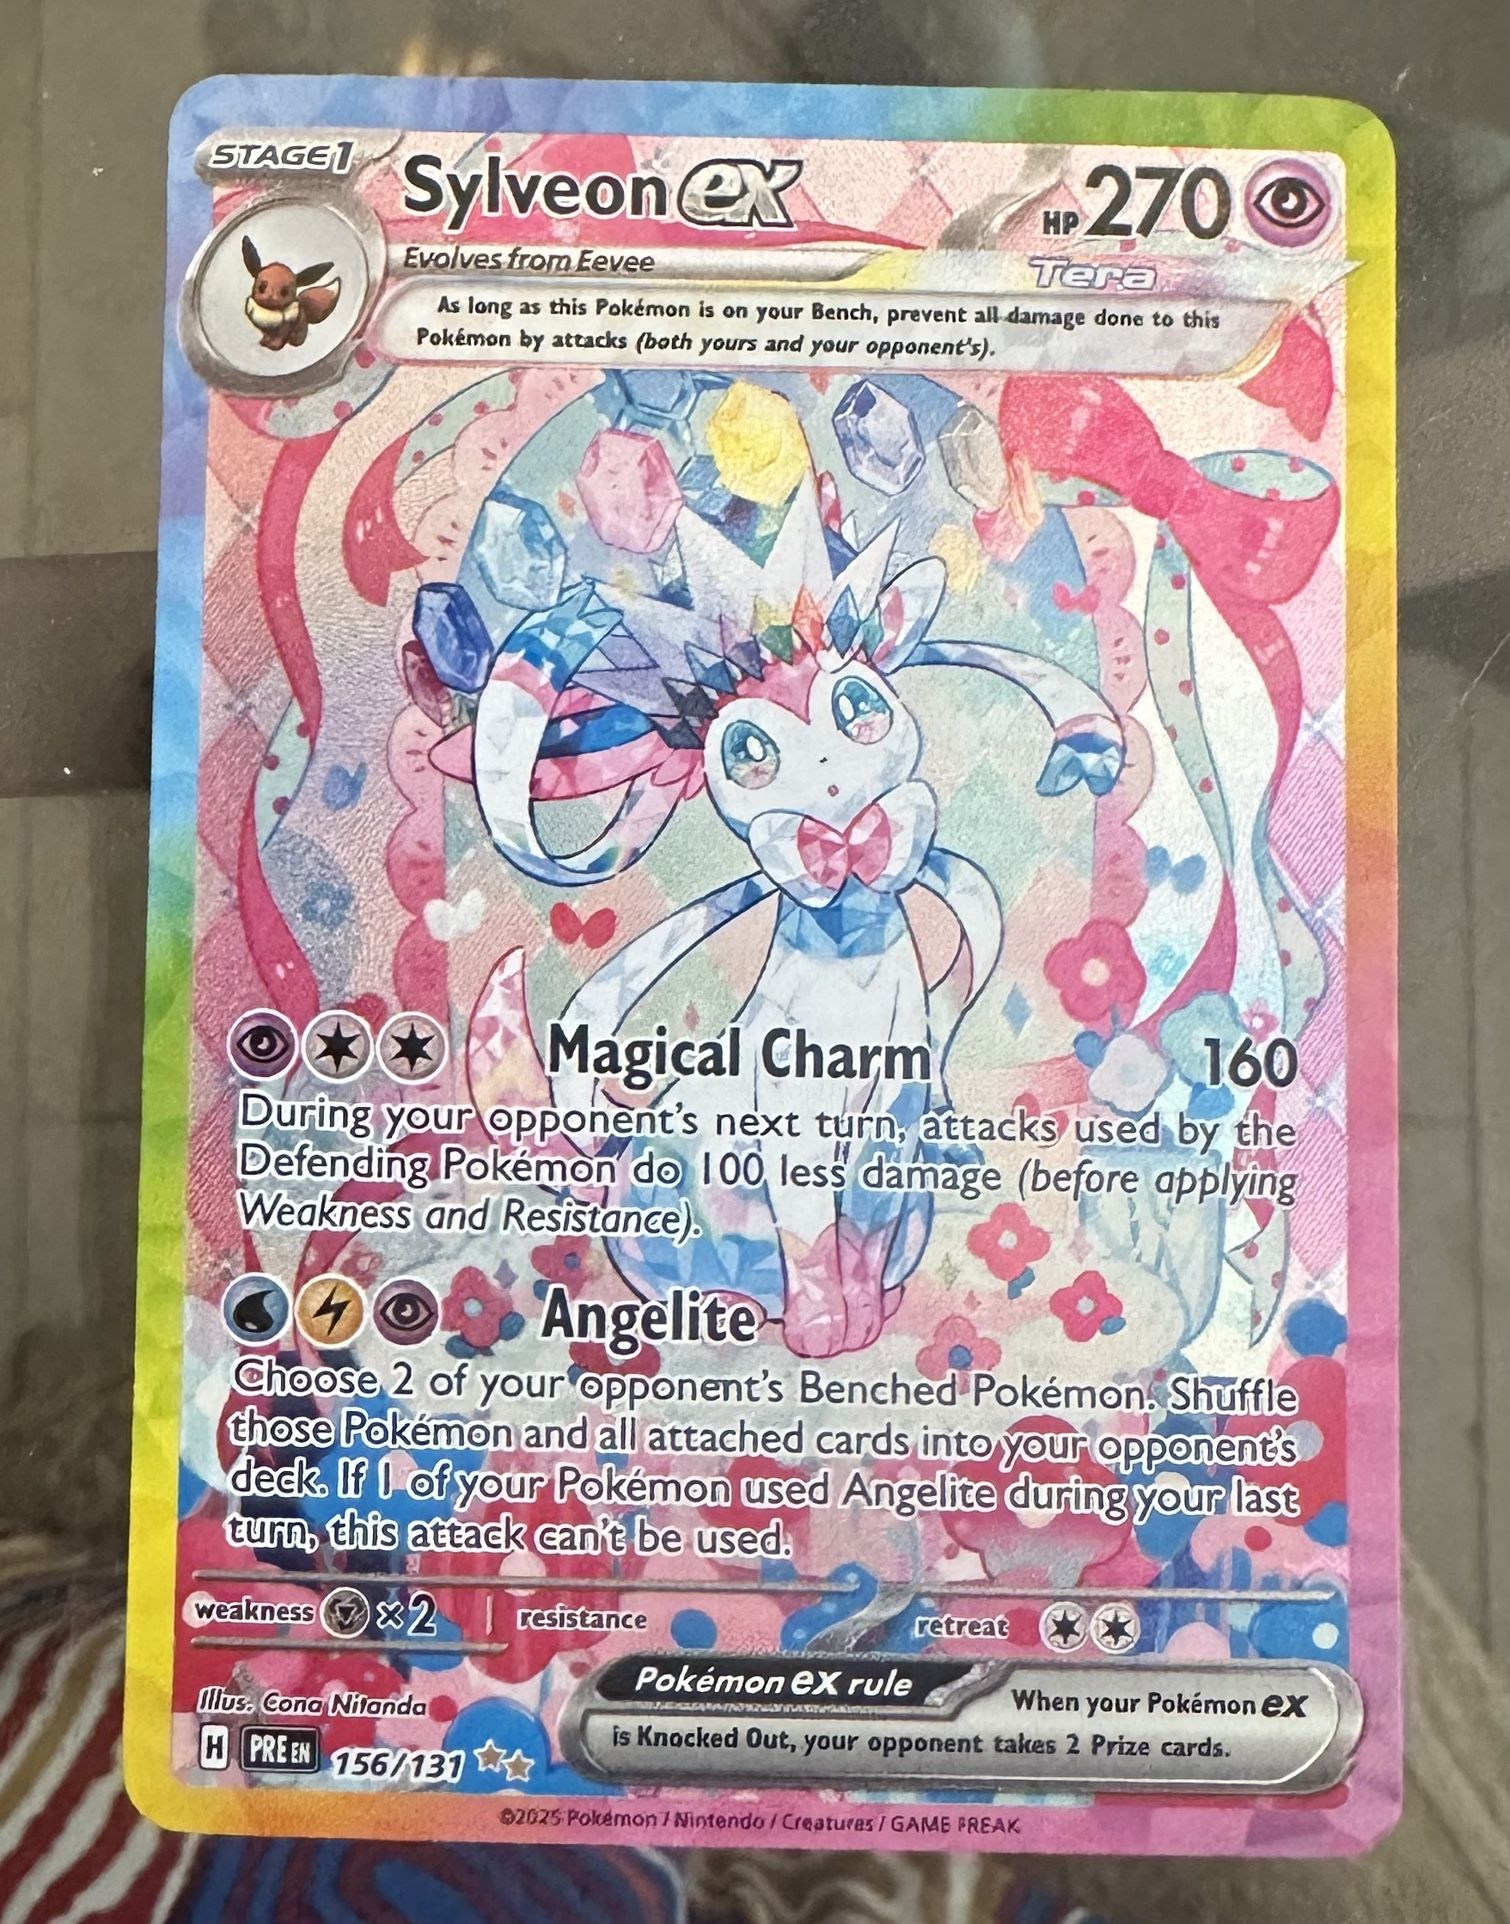 STAGE1
Sylveon ex
HP 270
Evolves from Eevee
Tera
As long as this Pokémon is on your Bench, prevent all damage done to this
Pokémon by attacks (both yours and your opponent's).
Magical Charm 160
During your opponent's next turn, attacks used by the
Defending Pokémon do 100 less damage (before applying
Weakness and Resistance).
Angelite
Choose 2 of your opponent's Benched Pokémon. Shuffle
those Pokémon and all attached cards into your opponent's
deck. If 1 of your Pokémon used Angelite during your last
turn, this attack can't be used.
weakness ×2 resistance retreat
Pokémon ex rule
When your Pokémon ex
is Knocked Out, your opponent takes 2 Prize cards.
Illus. Cona Nitanda
H PRE EN 156/131
©2025 Pokémon / Nintendo / Creatures / GAME FREAK